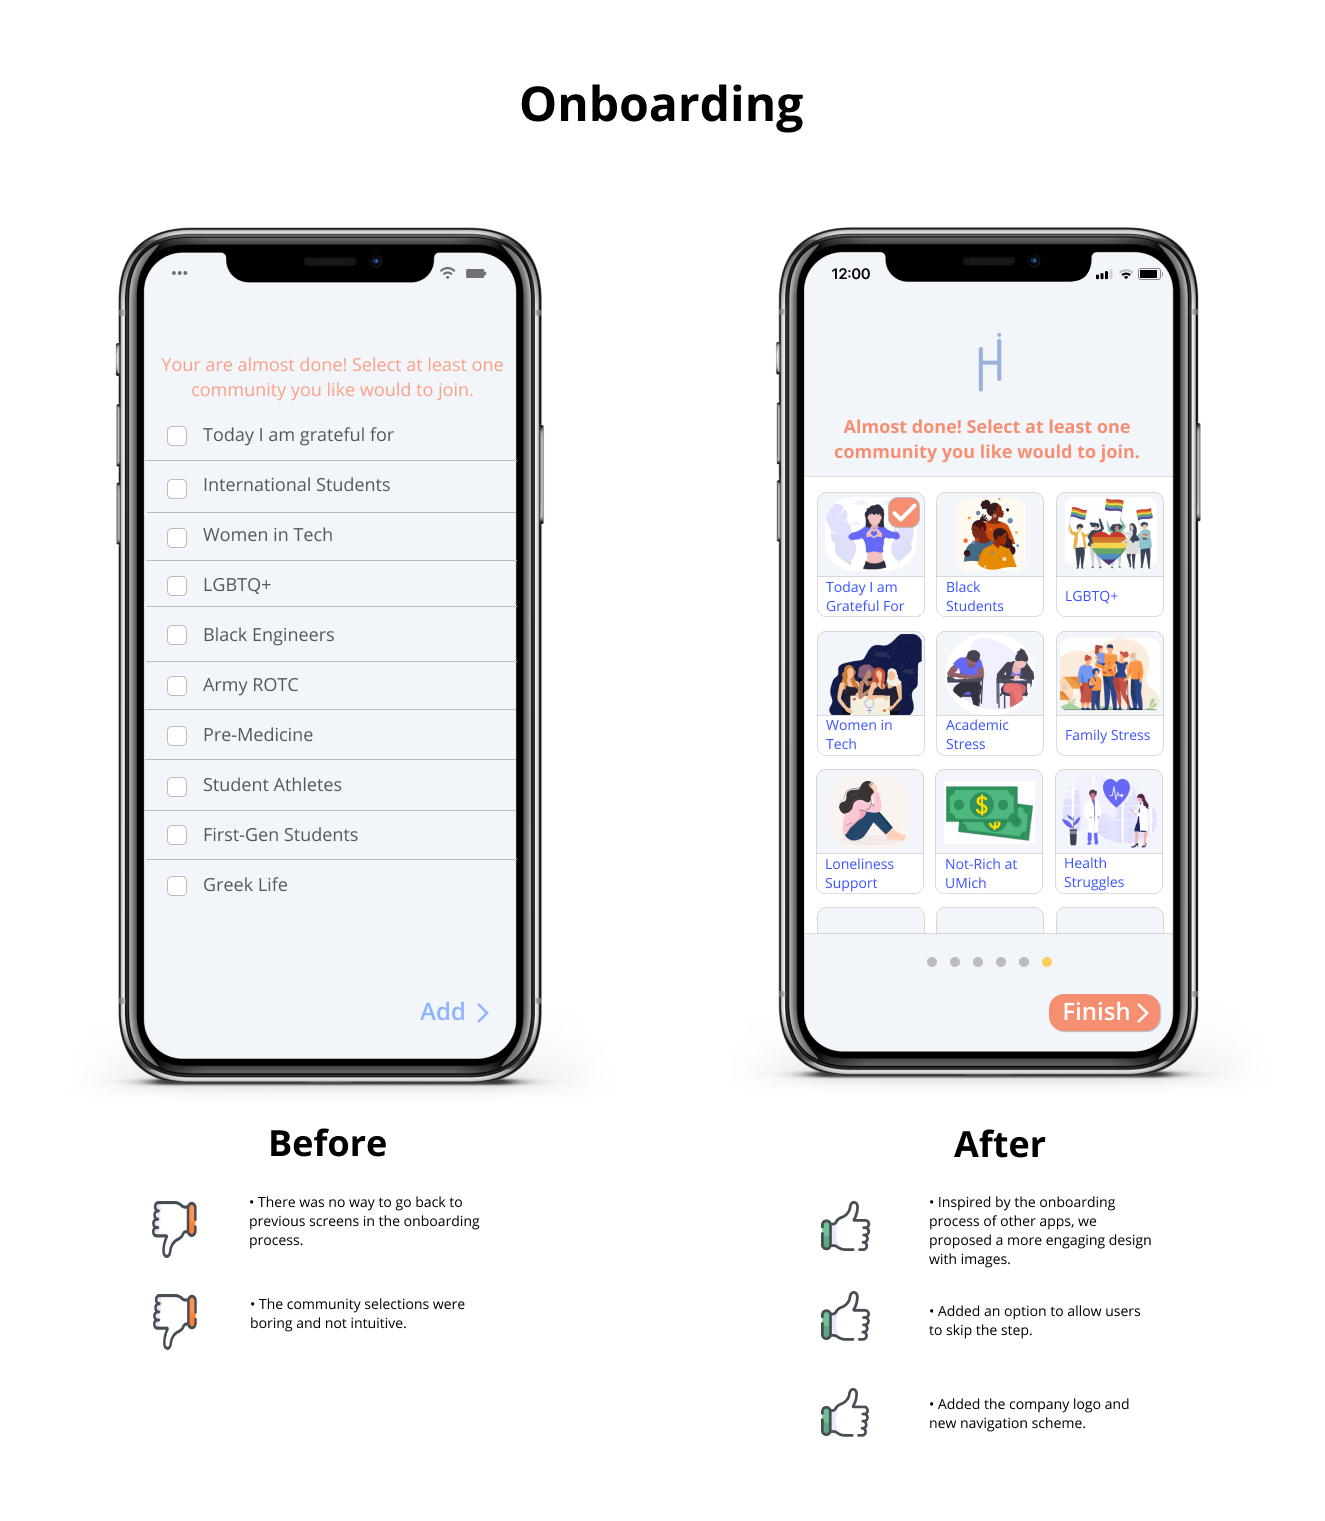 Onboarding
Your are almost done! Select at least one
community you like would to join.
Today I am grateful for
International Students
Women in Tech
LGBTQ+
Black Engineers
Army ROTC
Pre-Medicine
Student Athletes
First-Gen Students
Greek Life
Add
12:00
Almost done! Select at least one
community you like would to join.
Today I am
Grateful For
Black
Students
LGBTQ+
Women in
Tech
Academic
Stress
Family Stress
$
$
Loneliness
Support
Not-Rich at
UMich
Health
Struggles
Finish
Before
• There was no way to go back to
previous screens in the onboarding
process.
• The community selections were
boring and not intuitive.
After
• Inspired by the onboarding
process of other apps, we
proposed a more engaging design
with images.
• Added an option to allow users
to skip the step.
• Added the company logo and
new navigation scheme.